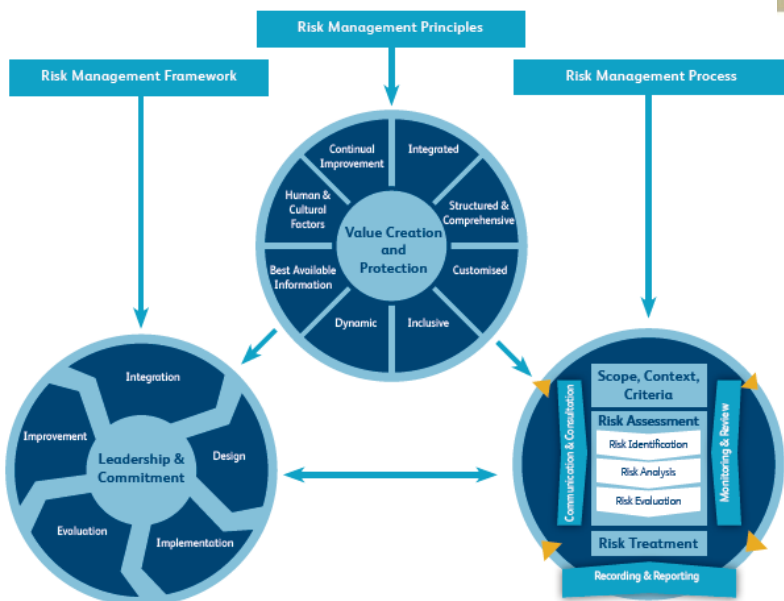 Risk Management Principles
Risk Management Framework
Risk Management Process
Continual
Improvement
Integrated
Human &
Cultural
Factors
Structured &
Comprehensive
Value Creation
and
Protection
Best Available
Information
Customised
Dynamic
Inclusive
Integration
Improvement
Design
Leadership &
Commitment
Evaluation
Implementation
Scope, Context,
Criteria
Risk Assessment
Risk Identification
Risk Analysis
Risk Evaluation
Communication & Consultation
Monitoring & Review
Risk Treatment
Recording & Reporting